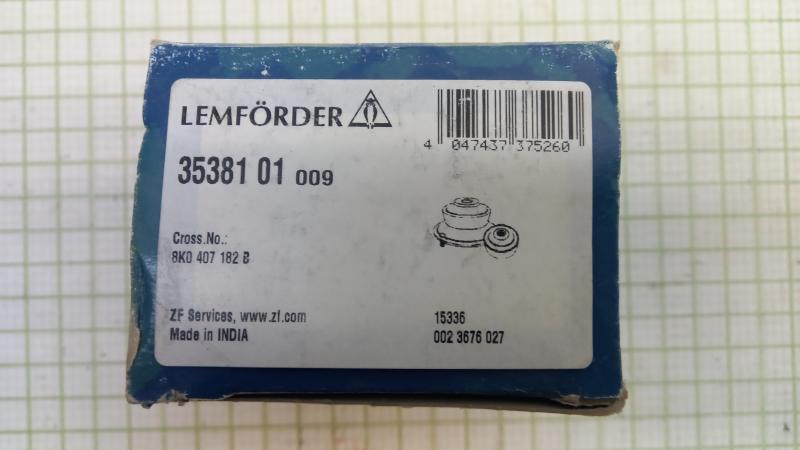 LEMFÖRDER
4 047437 375260
35381 01 009
Cross.No.:
8K0 407 182 B
ZF Services, www.zf.com
Made in INDIA
15336
002 3676 027